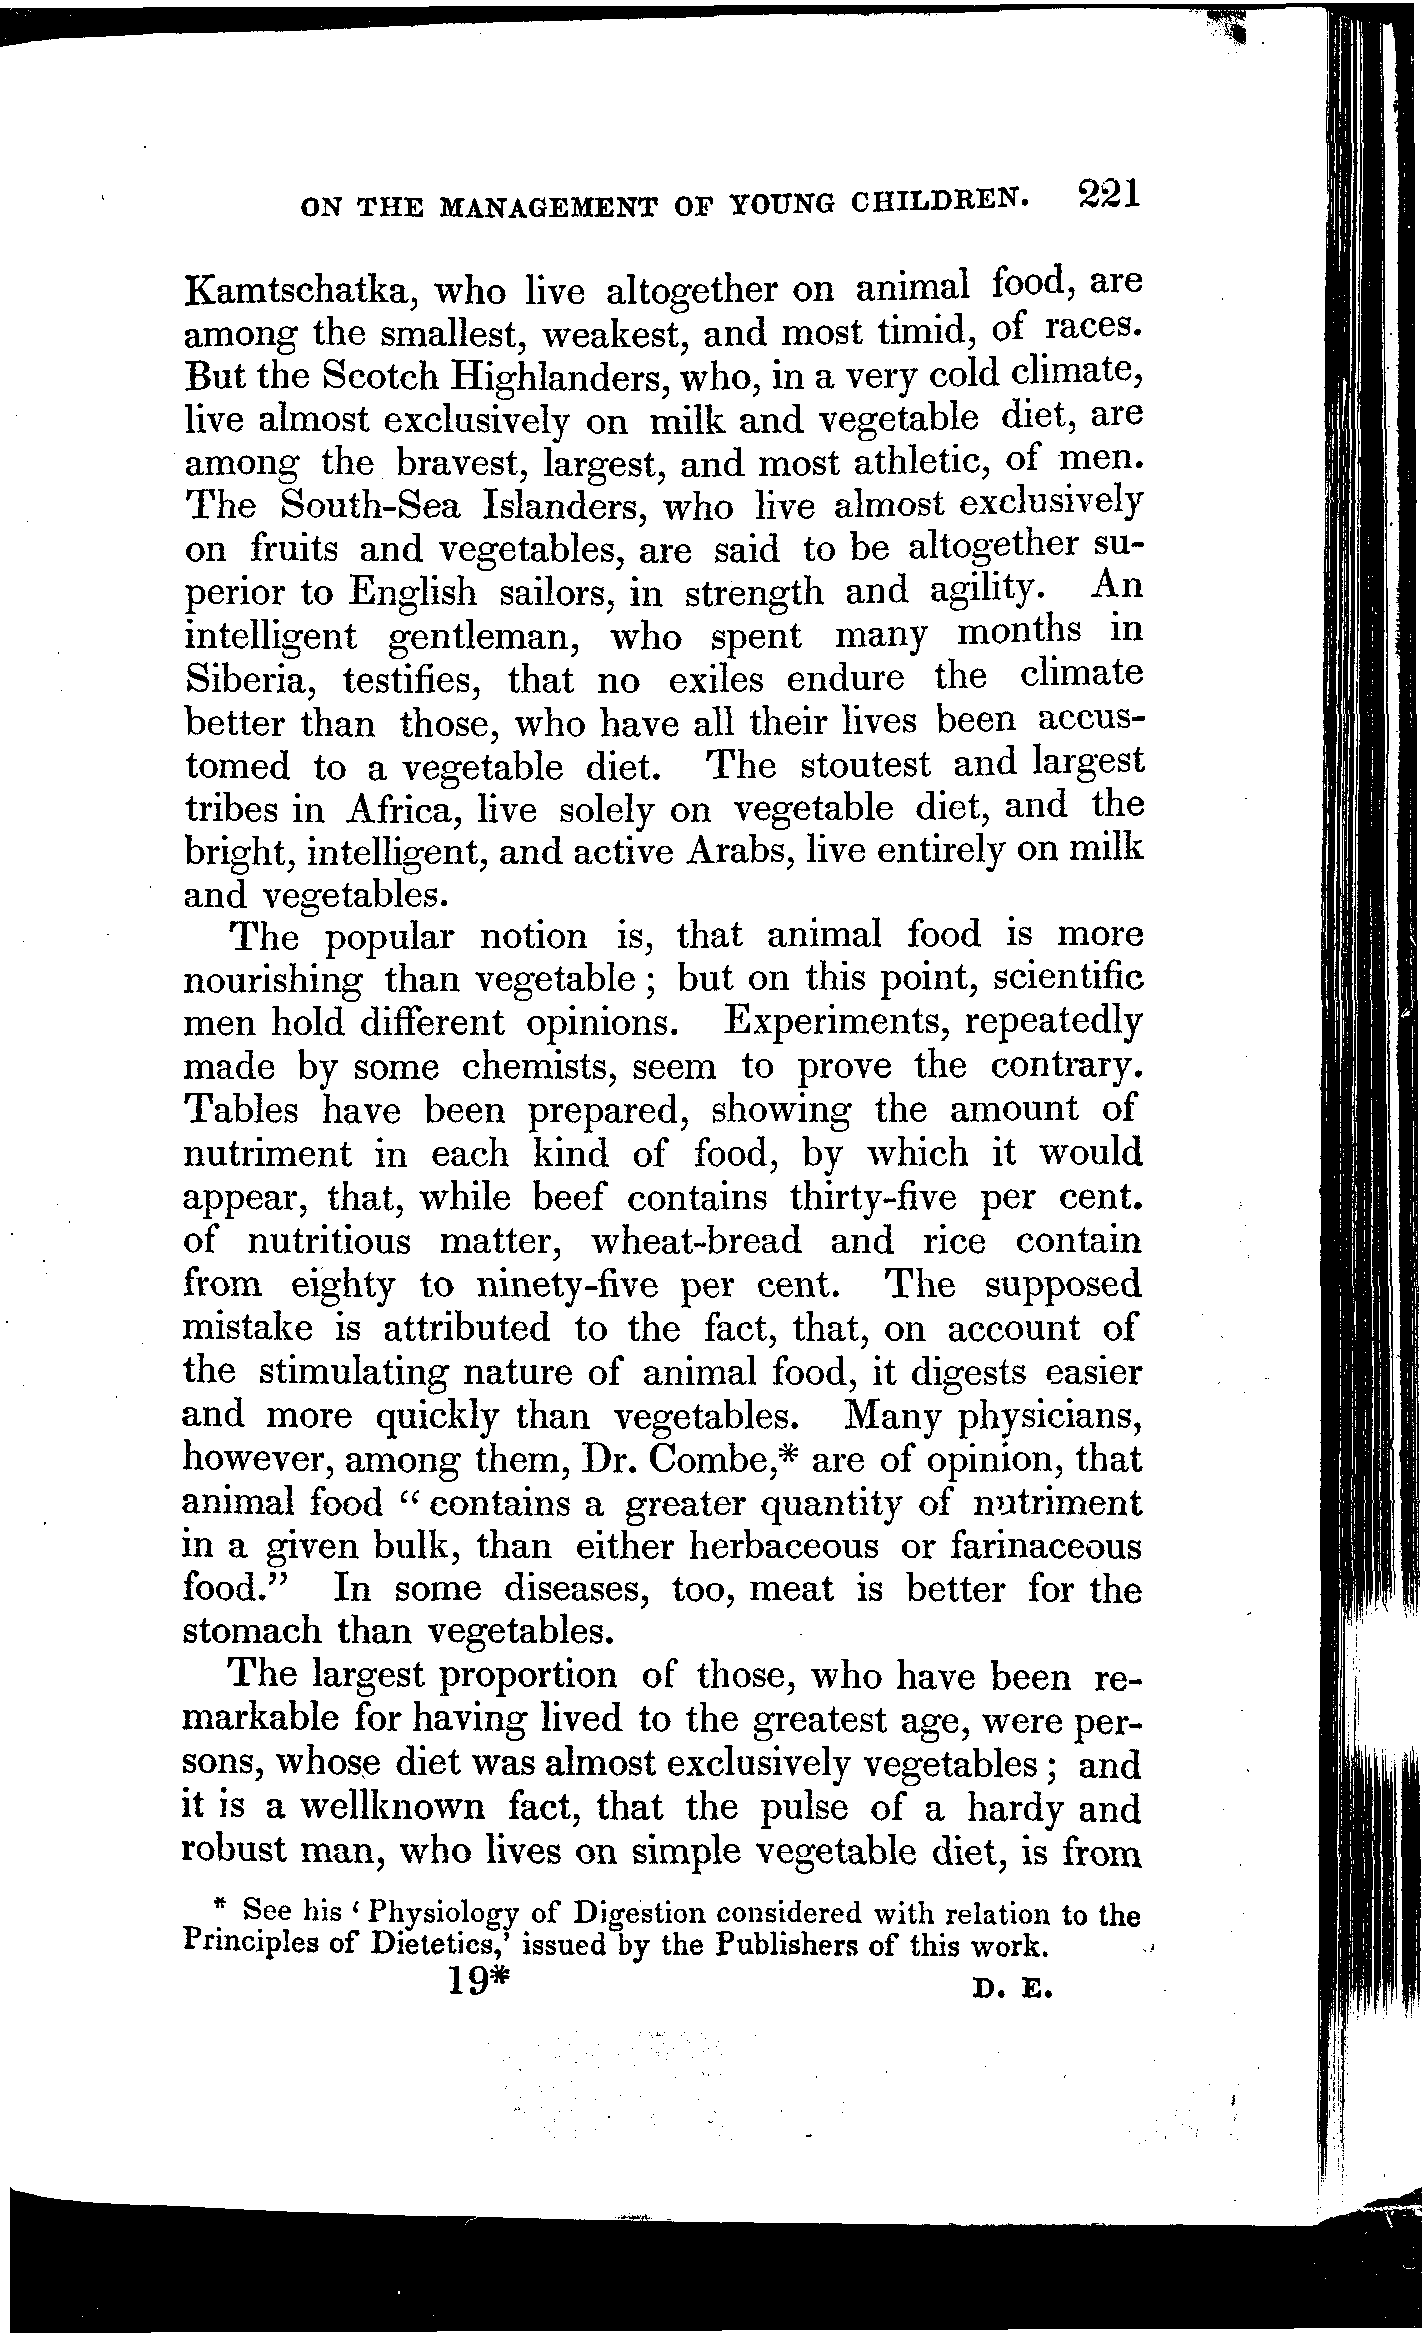 ON THE MANAGEMENT OF YOUNG CHILDREN. 221
Kamtschatka, who live altogether on animal food, are
among the smallest, weakest, and most timid, of races.
But the Scotch Highlanders, who, in a very cold climate,
live almost exclusively on milk and vegetable diet, are
among the bravest, largest, and most athletic, of men.
The South-Sea Islanders, who live almost exclusively
on fruits and vegetables, are said to be altogether su-
perior to English sailors, in strength and agility. An
intelligent gentleman, who spent many months in
Siberia, testifies, that no exiles endure the climate
better than those, who have all their lives been accus-
tomed to a vegetable diet. The stoutest and largest
tribes in Africa, live solely on vegetable diet, and the
bright, intelligent, and active Arabs, live entirely on milk
and vegetables.
The popular notion is, that animal food is more
nourishing than vegetable; but on this point, scientific
men hold different opinions. Experiments, repeatedly
made by some chemists, seem to prove the contrary.
Tables have been prepared, showing the amount of
nutriment in each kind of food, by which it would
appear, that, while beef contains thirty-five per cent.
of nutritious matter, wheat-bread and rice contain
from eighty to ninety-five per cent. The supposed
mistake is attributed to the fact, that, on account of
the stimulating nature of animal food, it digests easier
and more quickly than vegetables. Many physicians,
however, among them, Dr. Combe,* are of opinion, that
animal food "contains a greater quantity of nutriment
in a given bulk, than either herbaceous or farinaceous
food." In some diseases, too, meat is better for the
stomach than vegetables.
The largest proportion of those, who have been re-
markable for having lived to the greatest age, were per-
sons, whose diet was almost exclusively vegetables; and
it is a wellknown fact, that the pulse of a hardy and
robust man, who lives on simple vegetable diet, is from
* See his 'Physiology of Digestion considered with relation to the
Principles of Dietetics,' issued by the Publishers of this work.
19* D. E.